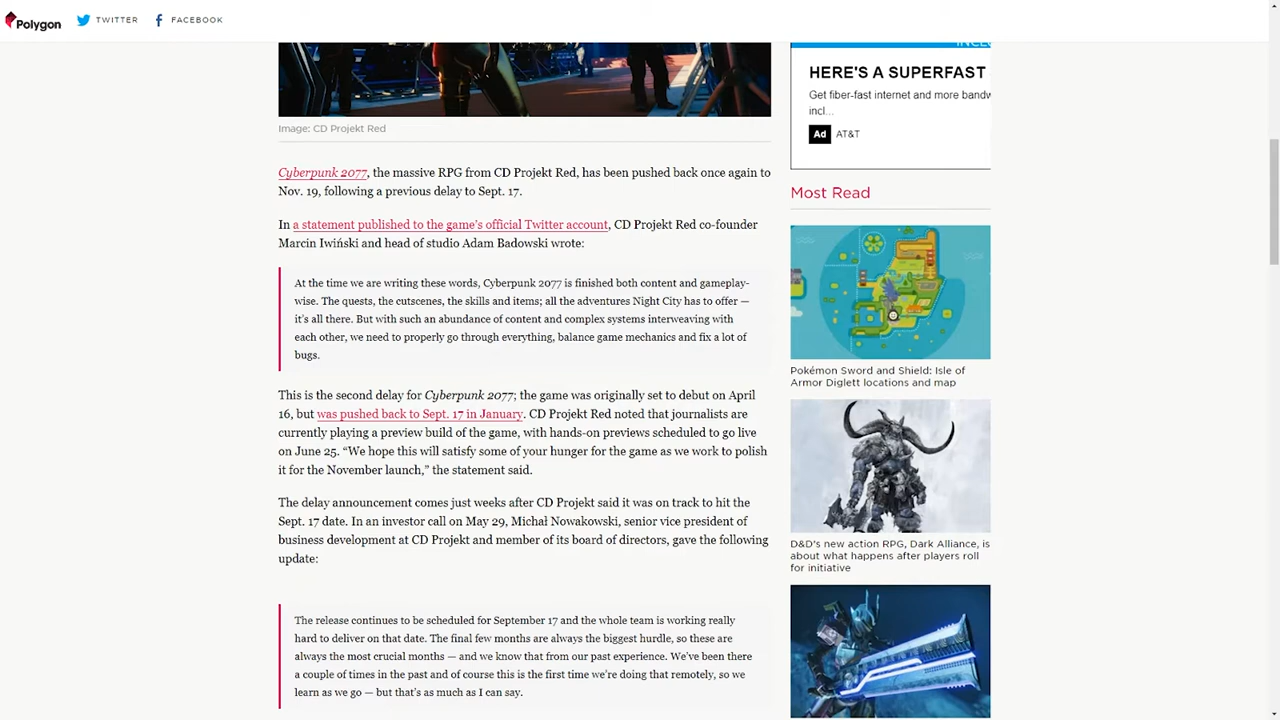 Polygon
TWITTER
FACEBOOK
Image: CD Projekt Red
Cyberpunk 2077, the massive RPG from CD Projekt Red, has been pushed back once again to
Nov. 19, following a previous delay to Sept. 17.
In a statement published to the game’s official Twitter account, CD Projekt Red co-founder
Marcin Iwiński and head of studio Adam Badowski wrote:
At the time we are writing these words, Cyberpunk 2077 is finished both content and gameplay-
wise. The quests, the cutscenes, the skills and items; all the adventures Night City has to offer —
it’s all there. But with such an abundance of content and complex systems interweaving with
each other, we need to properly go through everything, balance game mechanics and fix a lot of
bugs.
This is the second delay for Cyberpunk 2077; the game was originally set to debut on April
16, but was pushed back to Sept. 17 in January. CD Projekt Red noted that journalists are
currently playing a preview build of the game, with hands-on previews scheduled to go live
on June 25. “We hope this will satisfy some of your hunger for the game as we work to polish
it for the November launch,” the statement said.
The delay announcement comes just weeks after CD Projekt said it was on track to hit the
Sept. 17 date. In an investor call on May 29, Michał Nowakowski, senior vice president of
business development at CD Projekt and member of its board of directors, gave the following
update:
The release continues to be scheduled for September 17 and the whole team is working really
hard to deliver on that date. The final few months are always the biggest hurdle, so these are
always the most crucial months — and we know that from our past experience. We’ve been there
a couple of times in the past and of course this is the first time we’re doing that remotely, so we
learn as we go — but that’s as much as I can say.
HERE'S A SUPERFAST
Get fiber-fast internet and more bandw
incl...
Ad AT&T
Most Read
Pokémon Sword and Shield: Isle of
Armor Diglett locations and map
D&D’s new action RPG, Dark Alliance, is
about what happens after players roll
for initiative